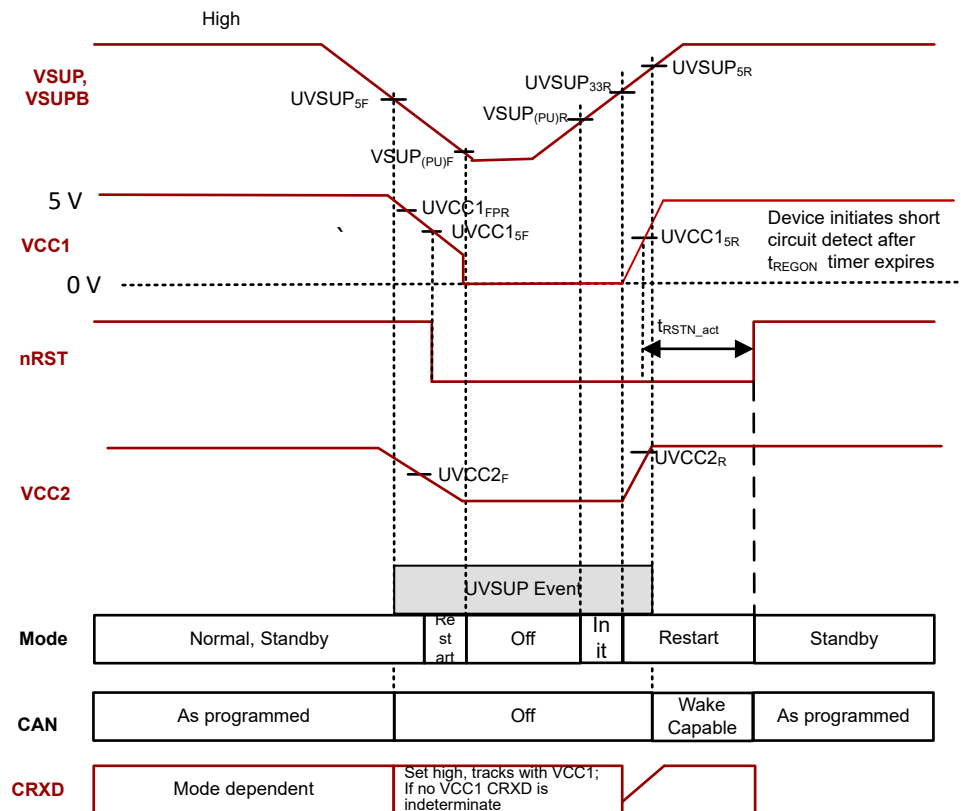 High
VSUP,
VSUPB
UVSUP5F
VSUP(PU)F
VSUP(PU)R
UVSUP33R
UVSUP5R
5 V
VCC1
0 V
`
UVCC1FPR
UVCC15F
UVCC15R
Device initiates short
circuit detect after
tREGON timer expires
nRST
tRSTN_act
VCC2
UVCC2F
UVCC2R
UVSUP Event
Mode
Normal, Standby
Re
st
art
Off
In
it
Restart
Standby
CAN
As programmed
Off
Wake
Capable
As programmed
CRXD
Mode dependent
Set high, tracks with VCC1;
If no VCC1 CRXD is
indeterminate